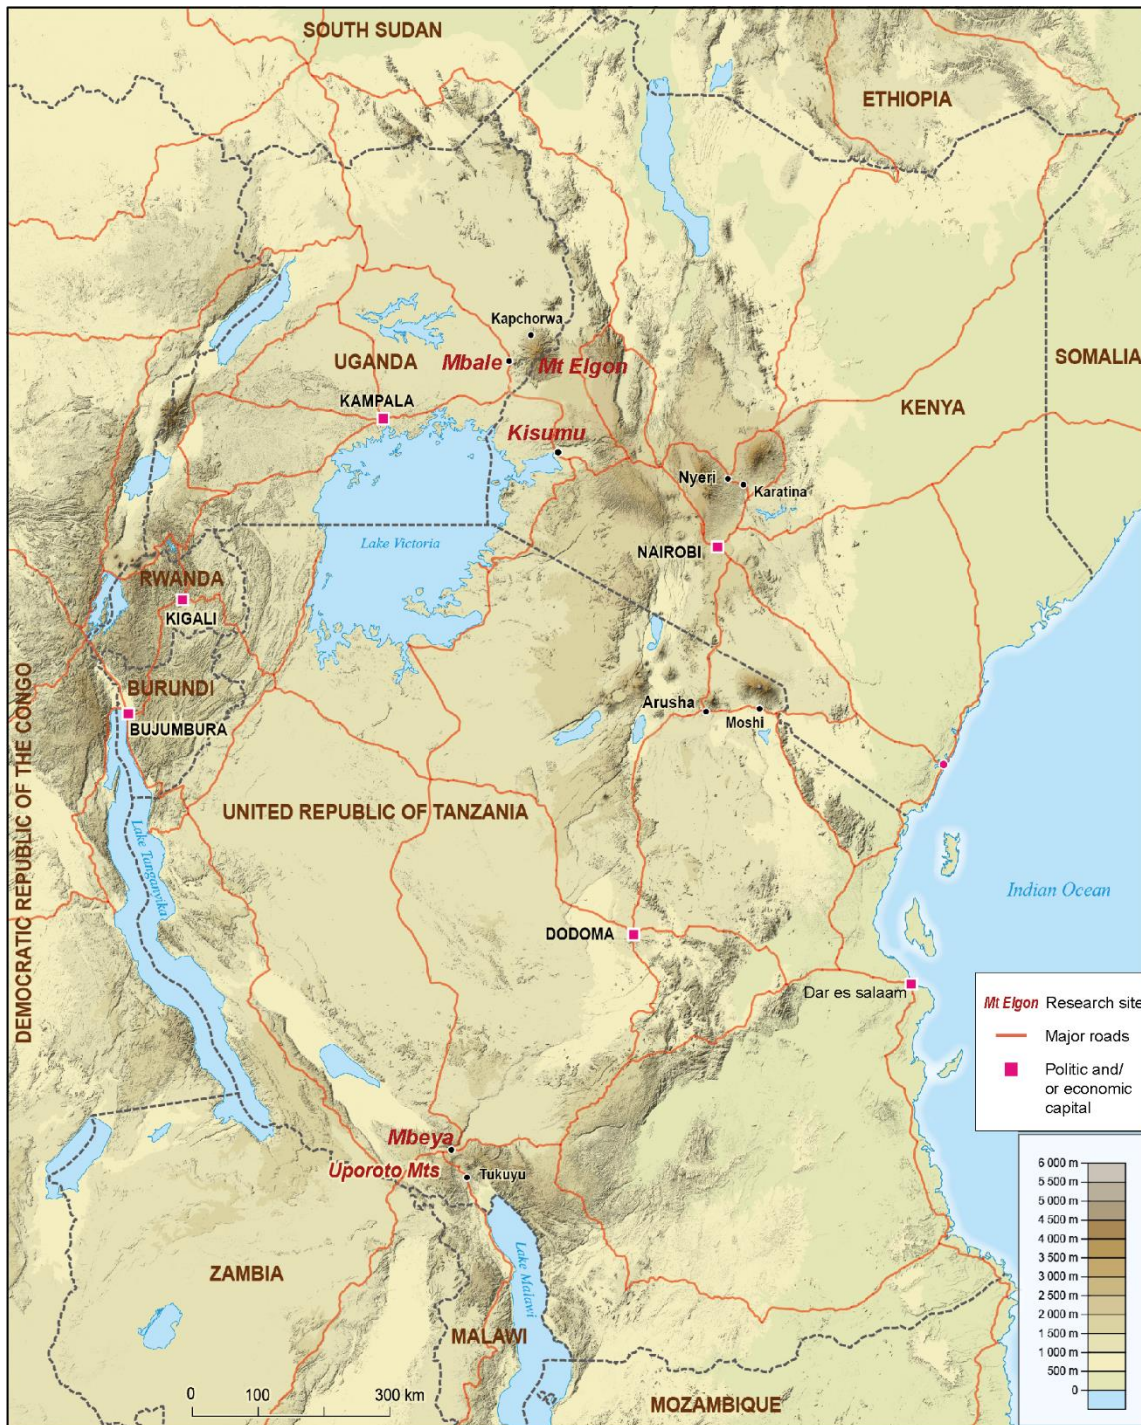 SOUTH SUDAN
ETHIOPIA
Kapchorwa
UGANDA
Mbale
Mt Elgon
SOMALIA
KAMPALA
KENYA
Kisumu
Nyeri
Karatina
Lake Victoria
NAIROBI
RWANDA
KIGALI
BURUNDI
Arusha
Moshi
BUJUMBURA
DEMOCRATIC REPUBLIC OF THE CONGO
UNITED REPUBLIC OF TANZANIA
Lake Tanganyika
Indian Ocean
DODOMA
Dar es salaam
Mt Elgon Research site
Major roads
Politic and/
or economic
capital
Mbeya
Uporoto Mts
Tukuyu
Lake Malawi
ZAMBIA
MALAWI
MOZAMBIQUE
0 100 300 km
6 000 m
5 500 m
5 000 m
4 500 m
4 000 m
3 500 m
3 000 m
2 500 m
2 000 m
1 500 m
1 000 m
500 m
0